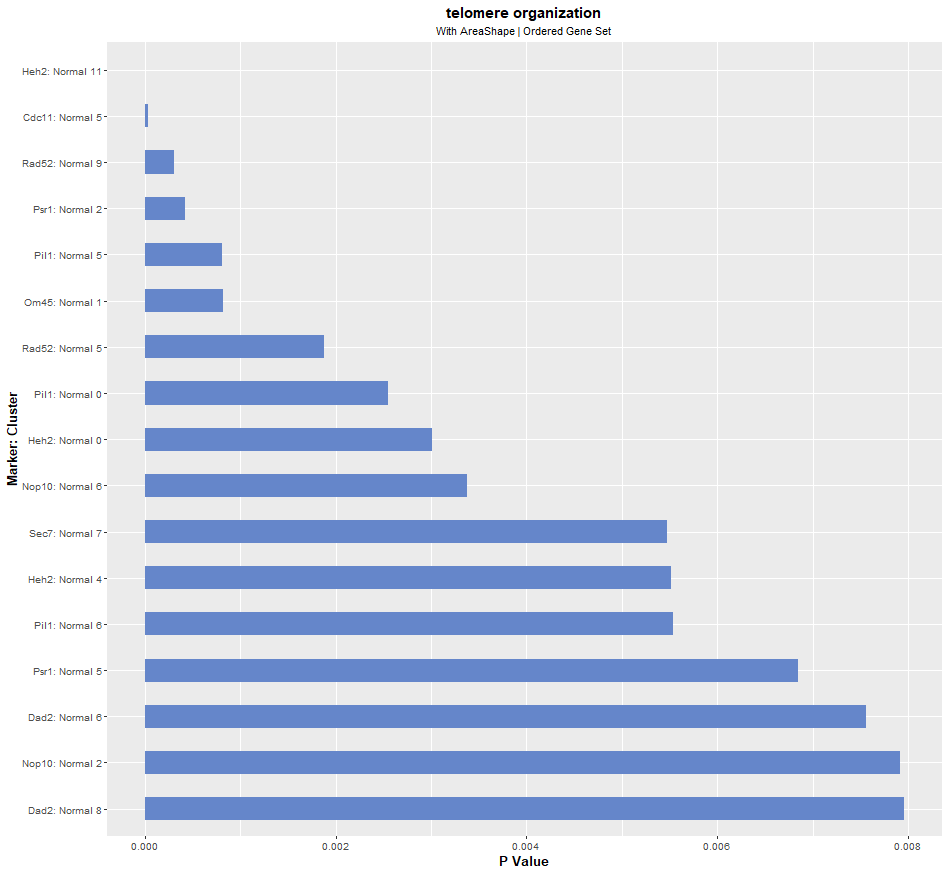 telomere organization
With AreaShape | Ordered Gene Set
Heh2: Normal 11
Cdc11: Normal 5
Rad52: Normal 9
Psr1: Normal 2
Pil1: Normal 5
Om45: Normal 1
Rad52: Normal 5
Pil1: Normal 0
Heh2: Normal 0
Nop10: Normal 6
Sec7: Normal 7
Heh2: Normal 4
Pil1: Normal 6
Psr1: Normal 5
Dad2: Normal 6
Nop10: Normal 2
Dad2: Normal 8
Marker: Cluster
0.000 0.002 0.004 0.006 0.008
P Value